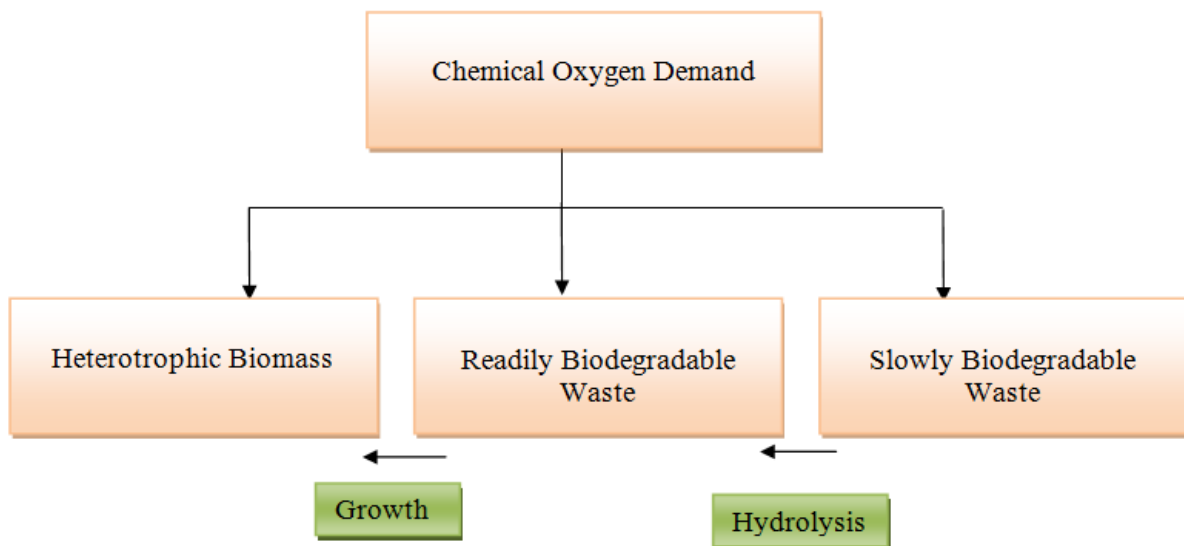 Chemical Oxygen Demand
Heterotrophic Biomass
Readily Biodegradable
Waste
Slowly Biodegradable
Waste
Growth
Hydrolysis